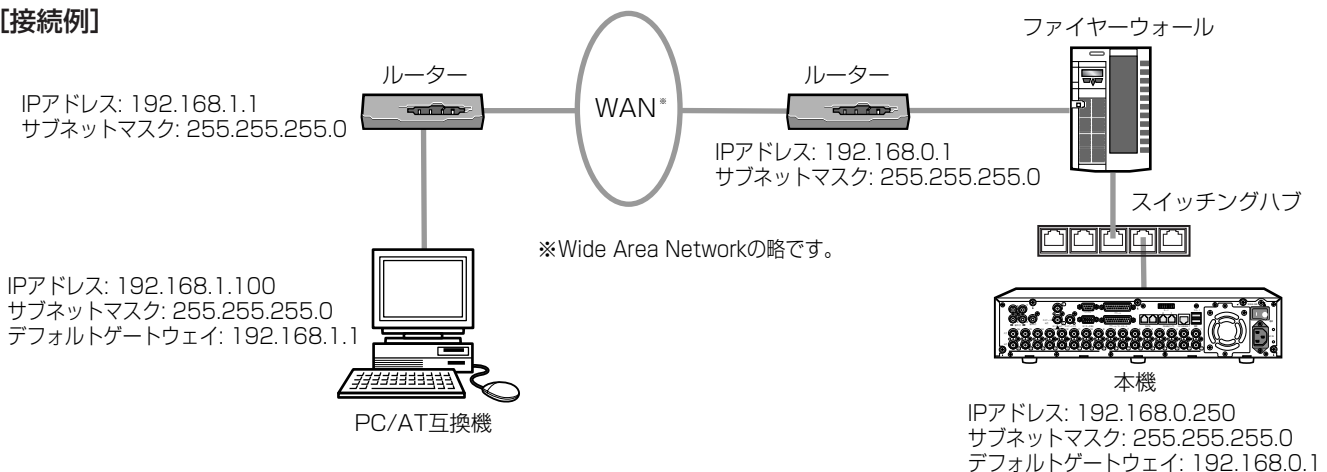 [接続例]
ファイヤーウォール
ルーター
ルーター
IPアドレス: 192.168.1.1
サブネットマスク: 255.255.255.0
WAN※
IPアドレス: 192.168.0.1
サブネットマスク: 255.255.255.0
スイッチングハブ
※Wide Area Networkの略です。
IPアドレス: 192.168.1.100
サブネットマスク: 255.255.255.0
デフォルトゲートウェイ: 192.168.1.1
PC/AT互換機
本機
IPアドレス: 192.168.0.250
サブネットマスク: 255.255.255.0
デフォルトゲートウェイ: 192.168.0.1